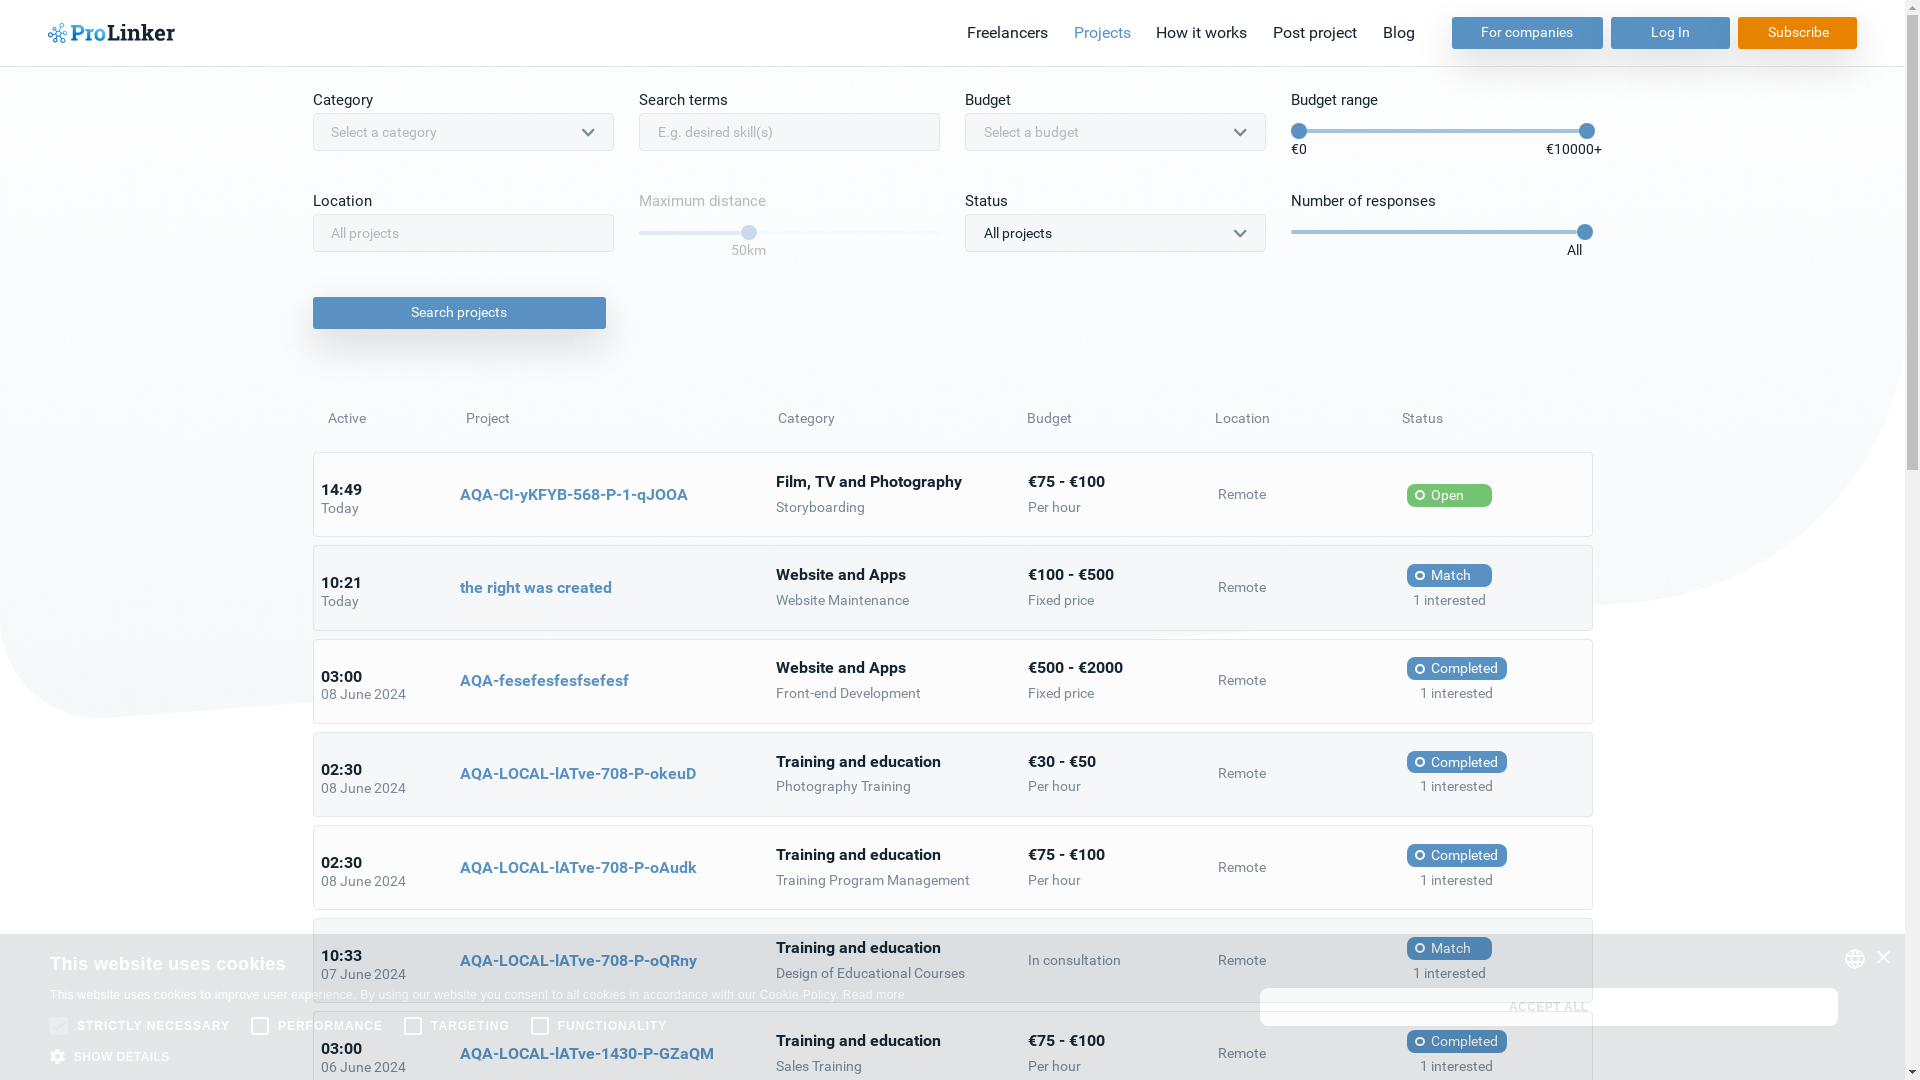 ProLinker
Freelancers Projects How it works Post project Blog For companies Log In Subscribe
Category Search terms Budget Budget range
Select a category E.g. desired skill(s) Select a budget
€0 €10000+
Location Maximum distance Status Number of responses
All projects All projects
50km All
Search projects
Active Project Category Budget Location Status
14:49 Today AQA-CI-yKFYB-568-P-1-qJOOA Film, TV and Photography Storyboarding €75 - €100 Per hour Remote Open
10:21 Today the right was created Website and Apps Website Maintenance €100 - €500 Fixed price Remote Match 1 interested
03:00 08 June 2024 AQA-fesefesfesfsefesf Website and Apps Front-end Development €500 - €2000 Fixed price Remote Completed 1 interested
02:30 08 June 2024 AQA-LOCAL-lATve-708-P-okeuD Training and education Photography Training €30 - €50 Per hour Remote Completed 1 interested
02:30 08 June 2024 AQA-LOCAL-lATve-708-P-oAudk Training and education Training Program Management €75 - €100 Per hour Remote Completed 1 interested
10:33 07 June 2024 AQA-LOCAL-lATve-708-P-oQRny Training and education Design of Educational Courses In consultation Remote Match 1 interested
03:00 06 June 2024 AQA-LOCAL-lATve-1430-P-GZaQM Training and education Sales Training €75 - €100 Per hour Remote Completed 1 interested
This website uses cookies
This website uses cookies to improve user experience. By using our website you consent to all cookies in accordance with our Cookie Policy. Read more
STRICTLY NECESSARY PERFORMANCE TARGETING FUNCTIONALITY
SHOW DETAILS
ACCEPT ALL